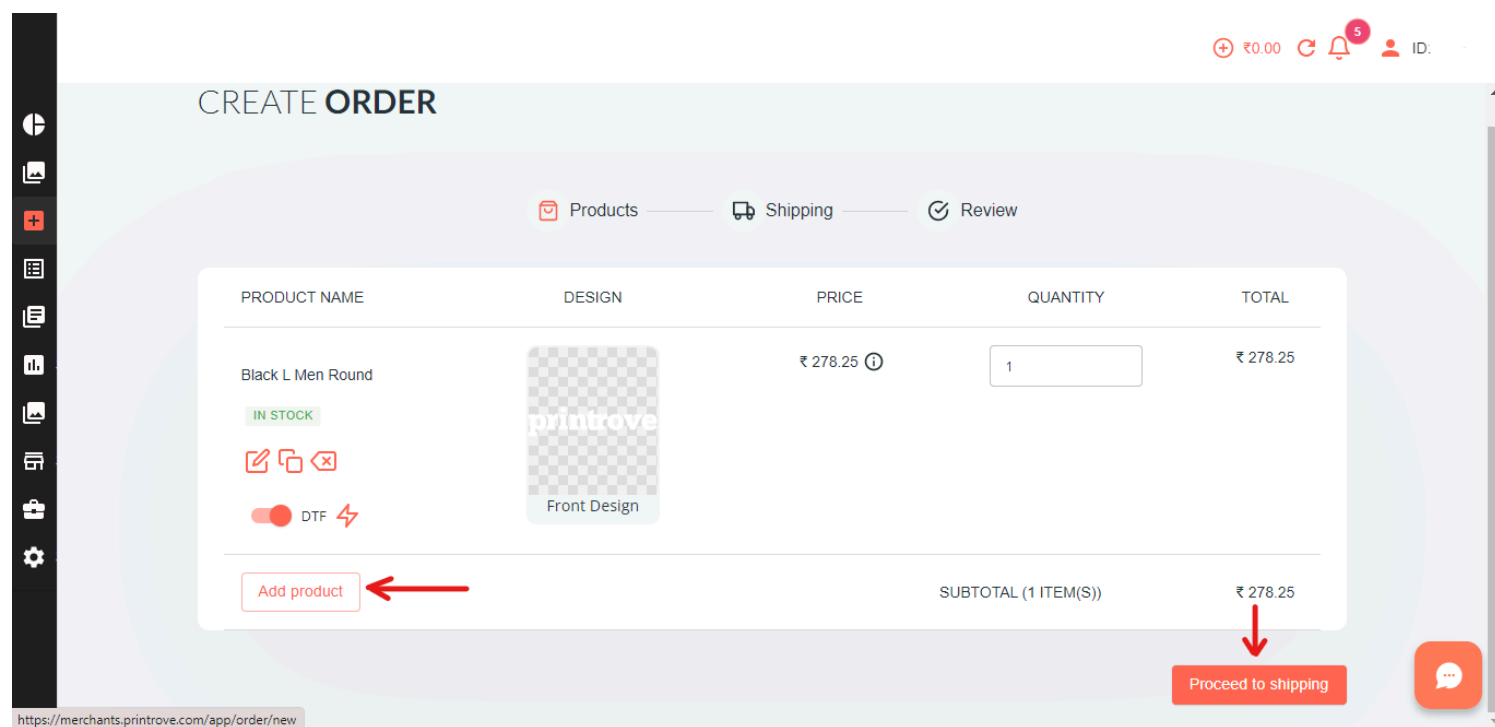 5
₹0.00
ID:
CREATE ORDER
Products
Shipping
Review
PRODUCT NAME
DESIGN
PRICE
QUANTITY
TOTAL
Black L Men Round
₹ 278.25
1
₹ 278.25
IN STOCK
printrove
DTF
Front Design
Add product
SUBTOTAL (1 ITEM(S))
₹ 278.25
Proceed to shipping
https://merchants.printrove.com/app/order/new